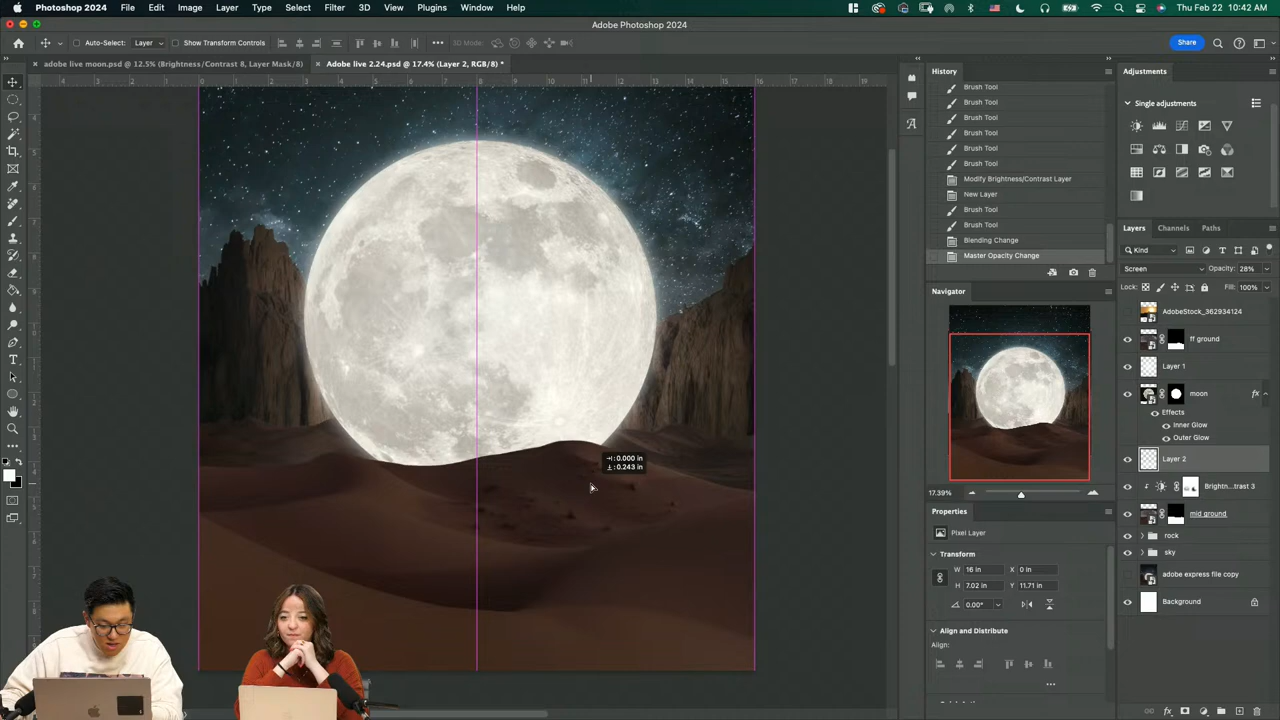 Photoshop 2024 File Edit Image Layer Type Select Filter 3D View Plugins Window Help Thu Feb 22 10:42 AM
Adobe Photoshop 2024
Auto-Select: Layer Show Transform Controls 3D Mode: Share
adobe live moon.psd @ 12.5% (Brightness/Contrast 8, Layer Mask/8) Adobe live 2.24.psd @ 17.4% (Layer 2, RGB/8) *
History
Brush Tool
Brush Tool
Brush Tool
Brush Tool
Brush Tool
Brush Tool
Modify Brightness/Contrast Layer
New Layer
Brush Tool
Brush Tool
Blending Change
Master Opacity Change
Navigator
17.39%
Properties
Pixel Layer
Transform
W 16 in X 0 in
H 7.02 in Y 11.71 in
0.00°
Align and Distribute
Align:
Adjustments
Single adjustments
Layers Channels Paths
Kind
Screen Opacity: 28%
Lock: Fill: 100%
AdobeStock_362934124
ff ground
Layer 1
moon fx
Effects
Inner Glow
Outer Glow
Layer 2
Brightn...trast 3
mid ground
rock
sky
adobe express file copy
Background
0.000 in
0.243 in